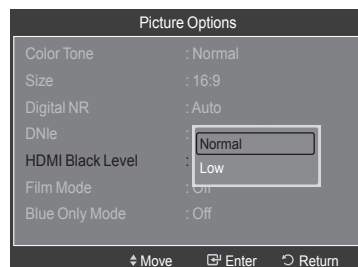 Picture Options
Color Tone : Normal
Size : 16:9
Digital NR : Auto
DNIe :
Normal
HDMI Black Level :
Low
Film Mode : Off
Blue Only Mode : Off
Move Enter Return